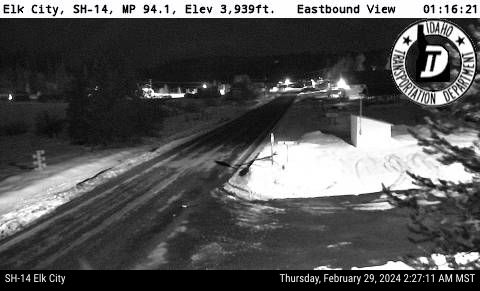 Elk City, SH-14, MP 94.1, Elev 3,939ft. Eastbound View 01:16:21
IDAHO
TRANSPORTATION DEPARTMENT
SH-14 Elk City Thursday, February 29, 2024 2:27:11 AM MST